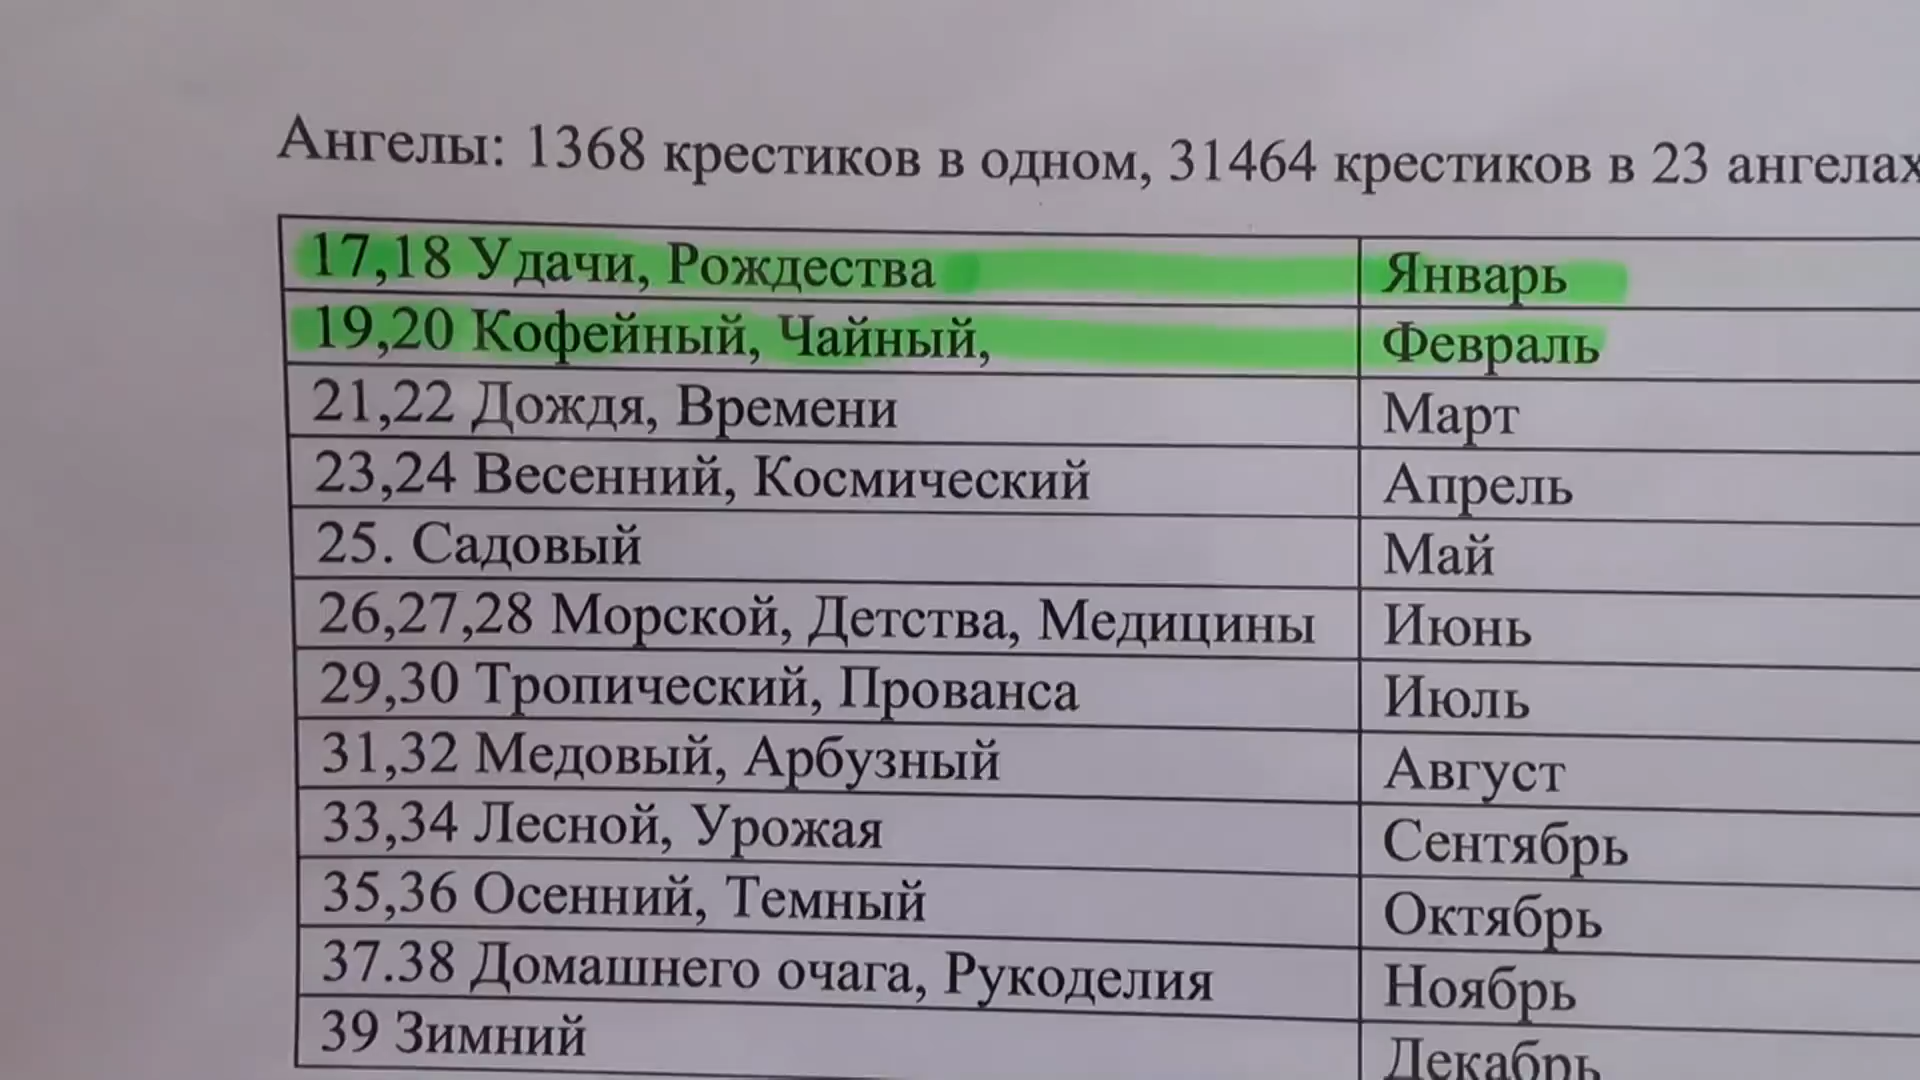 Ангелы: 1368 крестиков в одном, 31464 крестиков в 23 ангелах
17,18 Удачи, Рождества Январь
19,20 Кофейный, Чайный, Февраль
21,22 Дождя, Времени Март
23,24 Весенний, Космический Апрель
25. Садовый Май
26,27,28 Морской, Детства, Медицины Июнь
29,30 Тропический, Прованса Июль
31,32 Медовый, Арбузный Август
33,34 Лесной, Урожая Сентябрь
35,36 Осенний, Темный Октябрь
37.38 Домашнего очага, Рукоделия Ноябрь
39 Зимний Декабрь